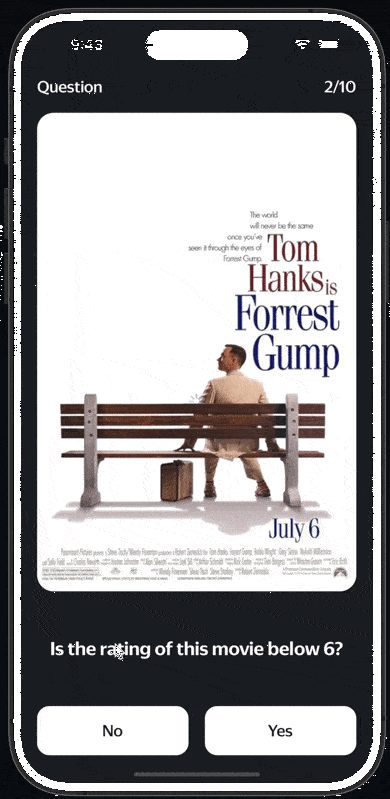 9:46
Question 2/10
The world
will never be the same
once you've
seen it through the eyes of
Forrest Gump.
Tom
Hanks is
Forrest
Gump
July 6
Is the rating of this movie below 6?
No Yes